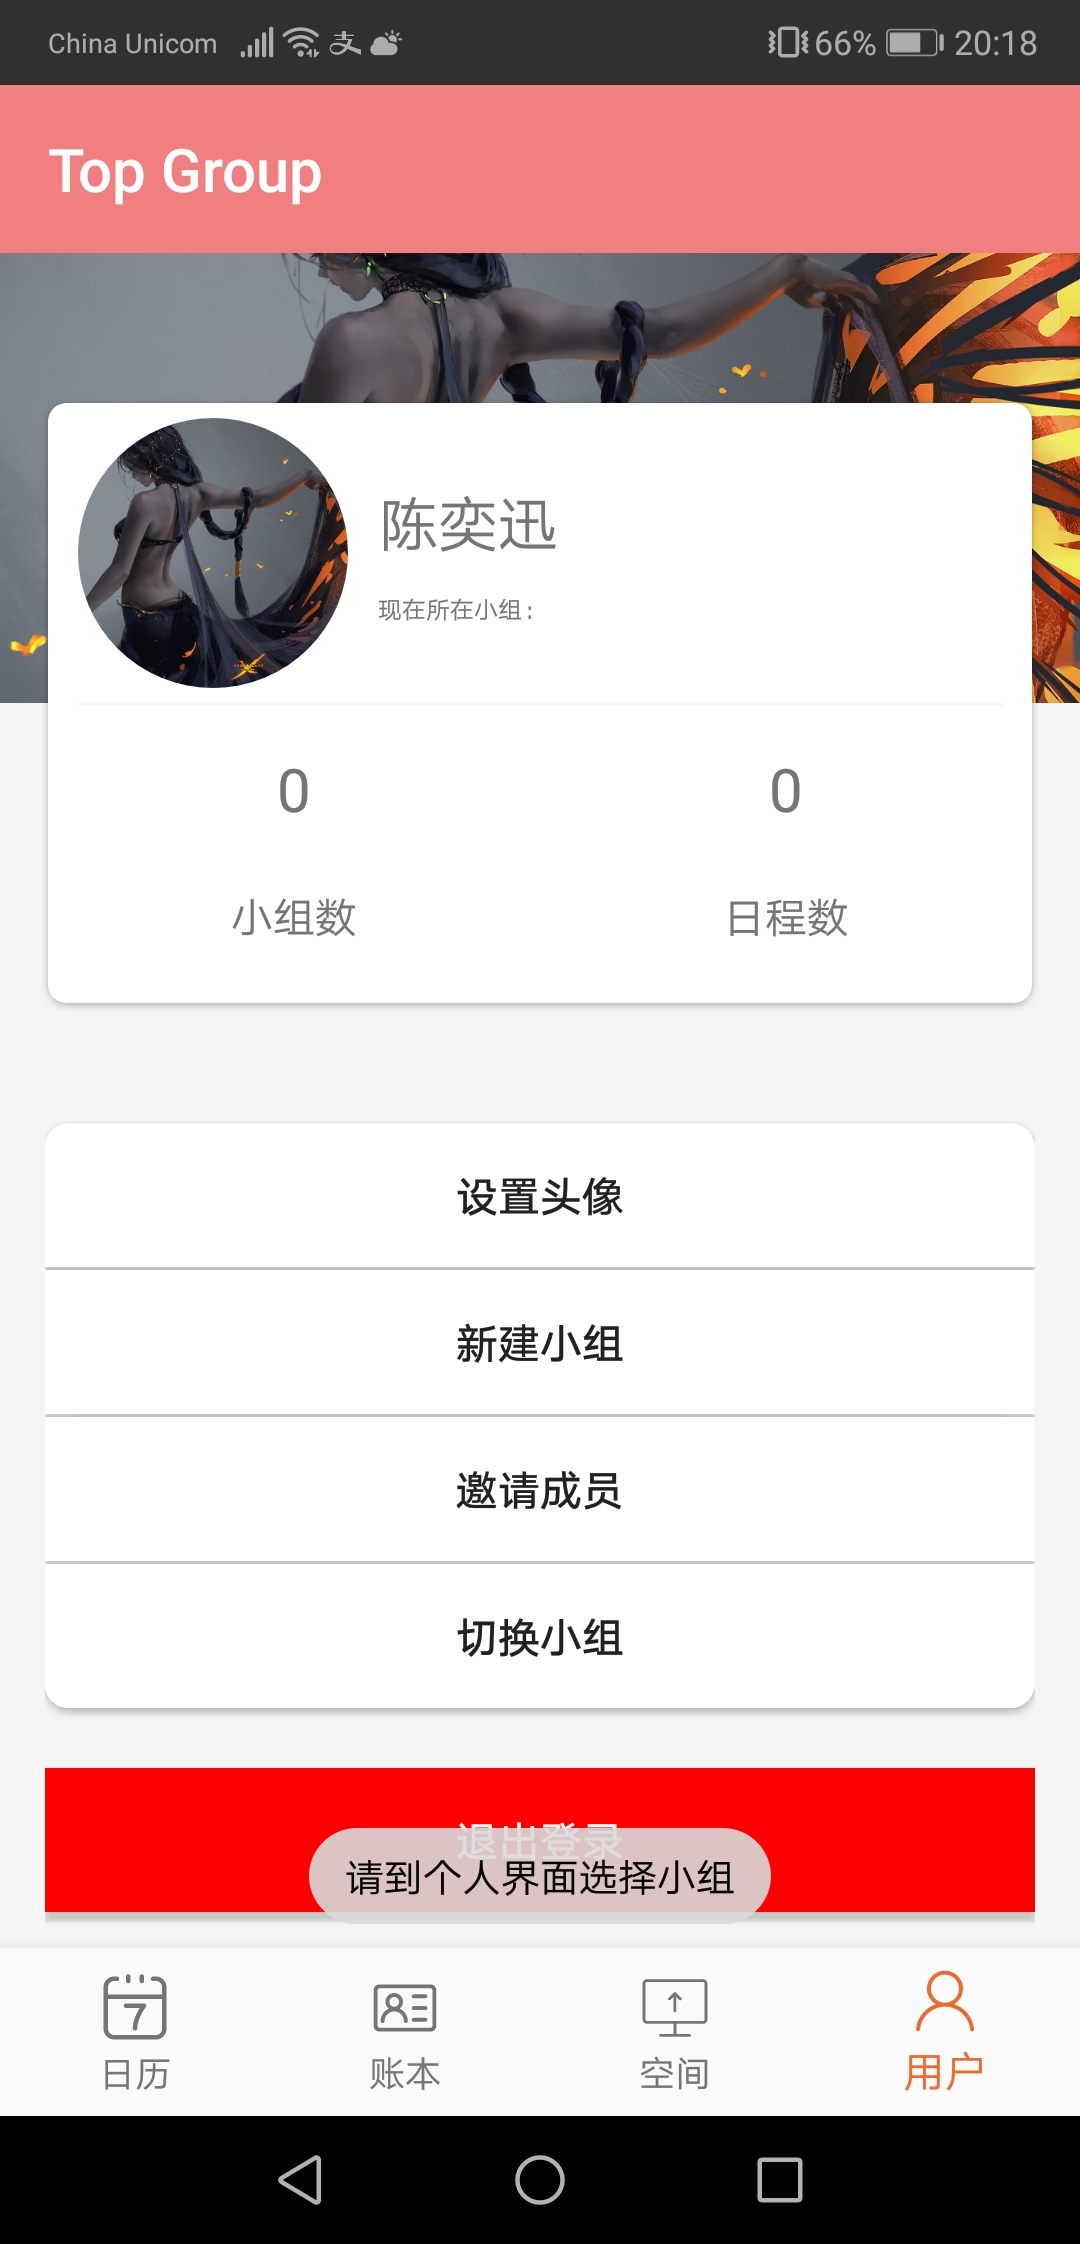 China Unicom 66% 20:18
Top Group
陈奕迅
现在所在小组：
0 0
小组数 日程数
设置头像
新建小组
邀请成员
切换小组
退出登录
请到个人界面选择小组
7
日历 账本 空间 用户